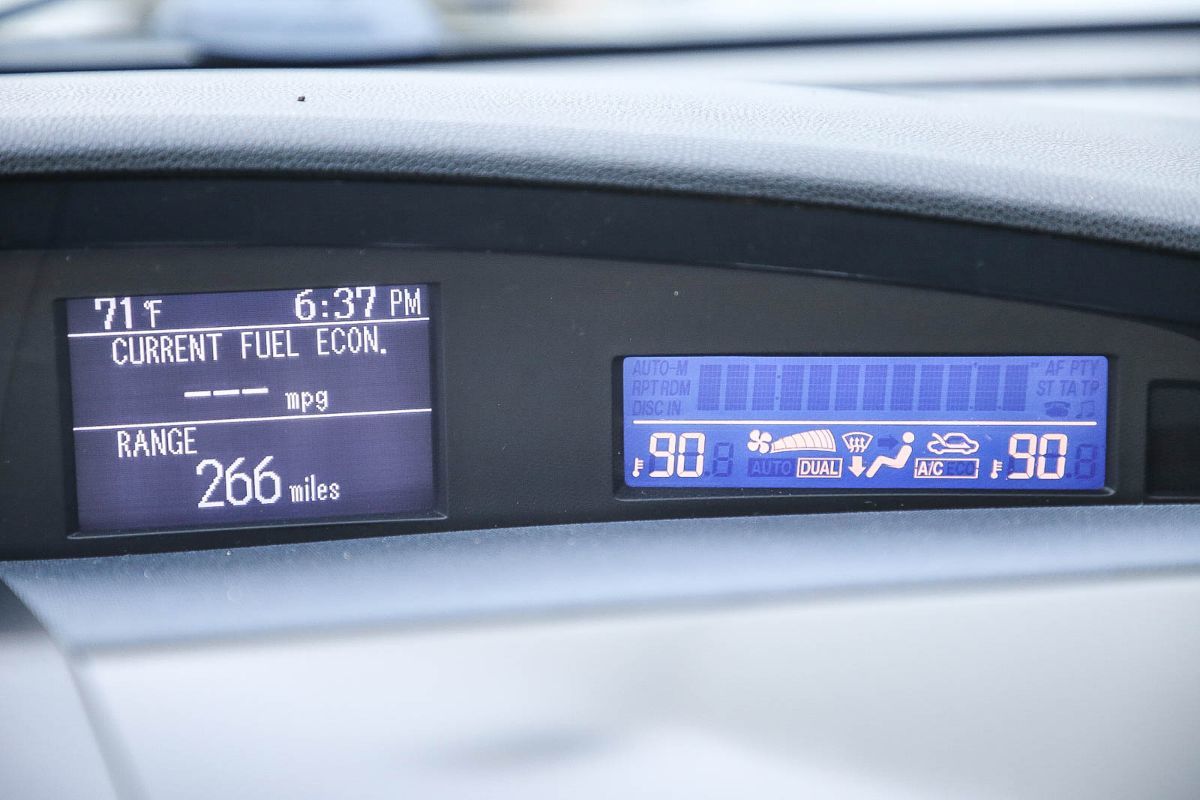 71 °F 6:37 PM
CURRENT FUEL ECON.
--- mpg
RANGE
266 miles
AUTO-M AF PTY
RPT RDM ST TA TP
DISC IN
90 90
AUTO DUAL A/C ECO